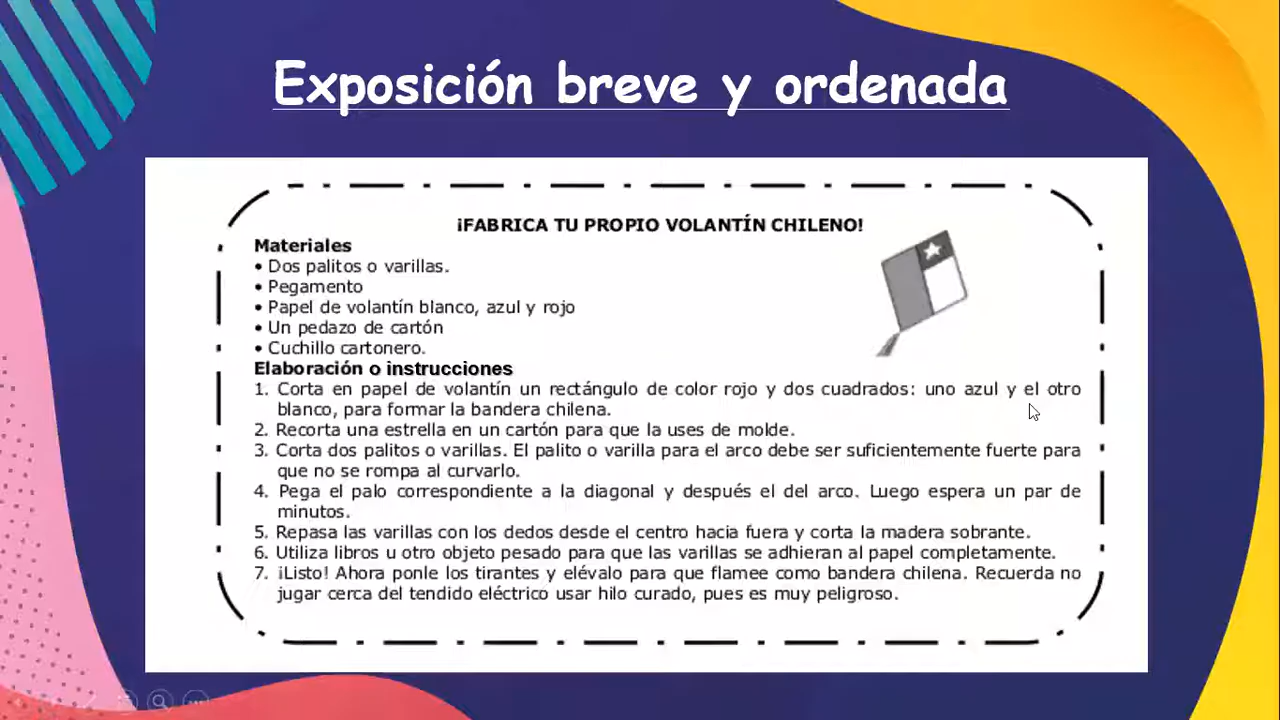 Exposición breve y ordenada
¡FABRICA TU PROPIO VOLANTÍN CHILENO!
Materiales
• Dos palitos o varillas.
• Pegamento
• Papel de volantín blanco, azul y rojo
• Un pedazo de cartón
• Cuchillo cartonero.
Elaboración o instrucciones
1. Corta en papel de volantín un rectángulo de color rojo y dos cuadrados: uno azul y el otro
blanco, para formar la bandera chilena.
2. Recorta una estrella en un cartón para que la uses de molde.
3. Corta dos palitos o varillas. El palito o varilla para el arco debe ser suficientemente fuerte para
que no se rompa al curvarlo.
4. Pega el palo correspondiente a la diagonal y después el del arco. Luego espera un par de
minutos.
5. Repasa las varillas con los dedos desde el centro hacia fuera y corta la madera sobrante.
6. Utiliza libros u otro objeto pesado para que las varillas se adhieran al papel completamente.
7. ¡Listo! Ahora ponle los tirantes y elévalo para que flamee como bandera chilena. Recuerda no
jugar cerca del tendido eléctrico usar hilo curado, pues es muy peligroso.